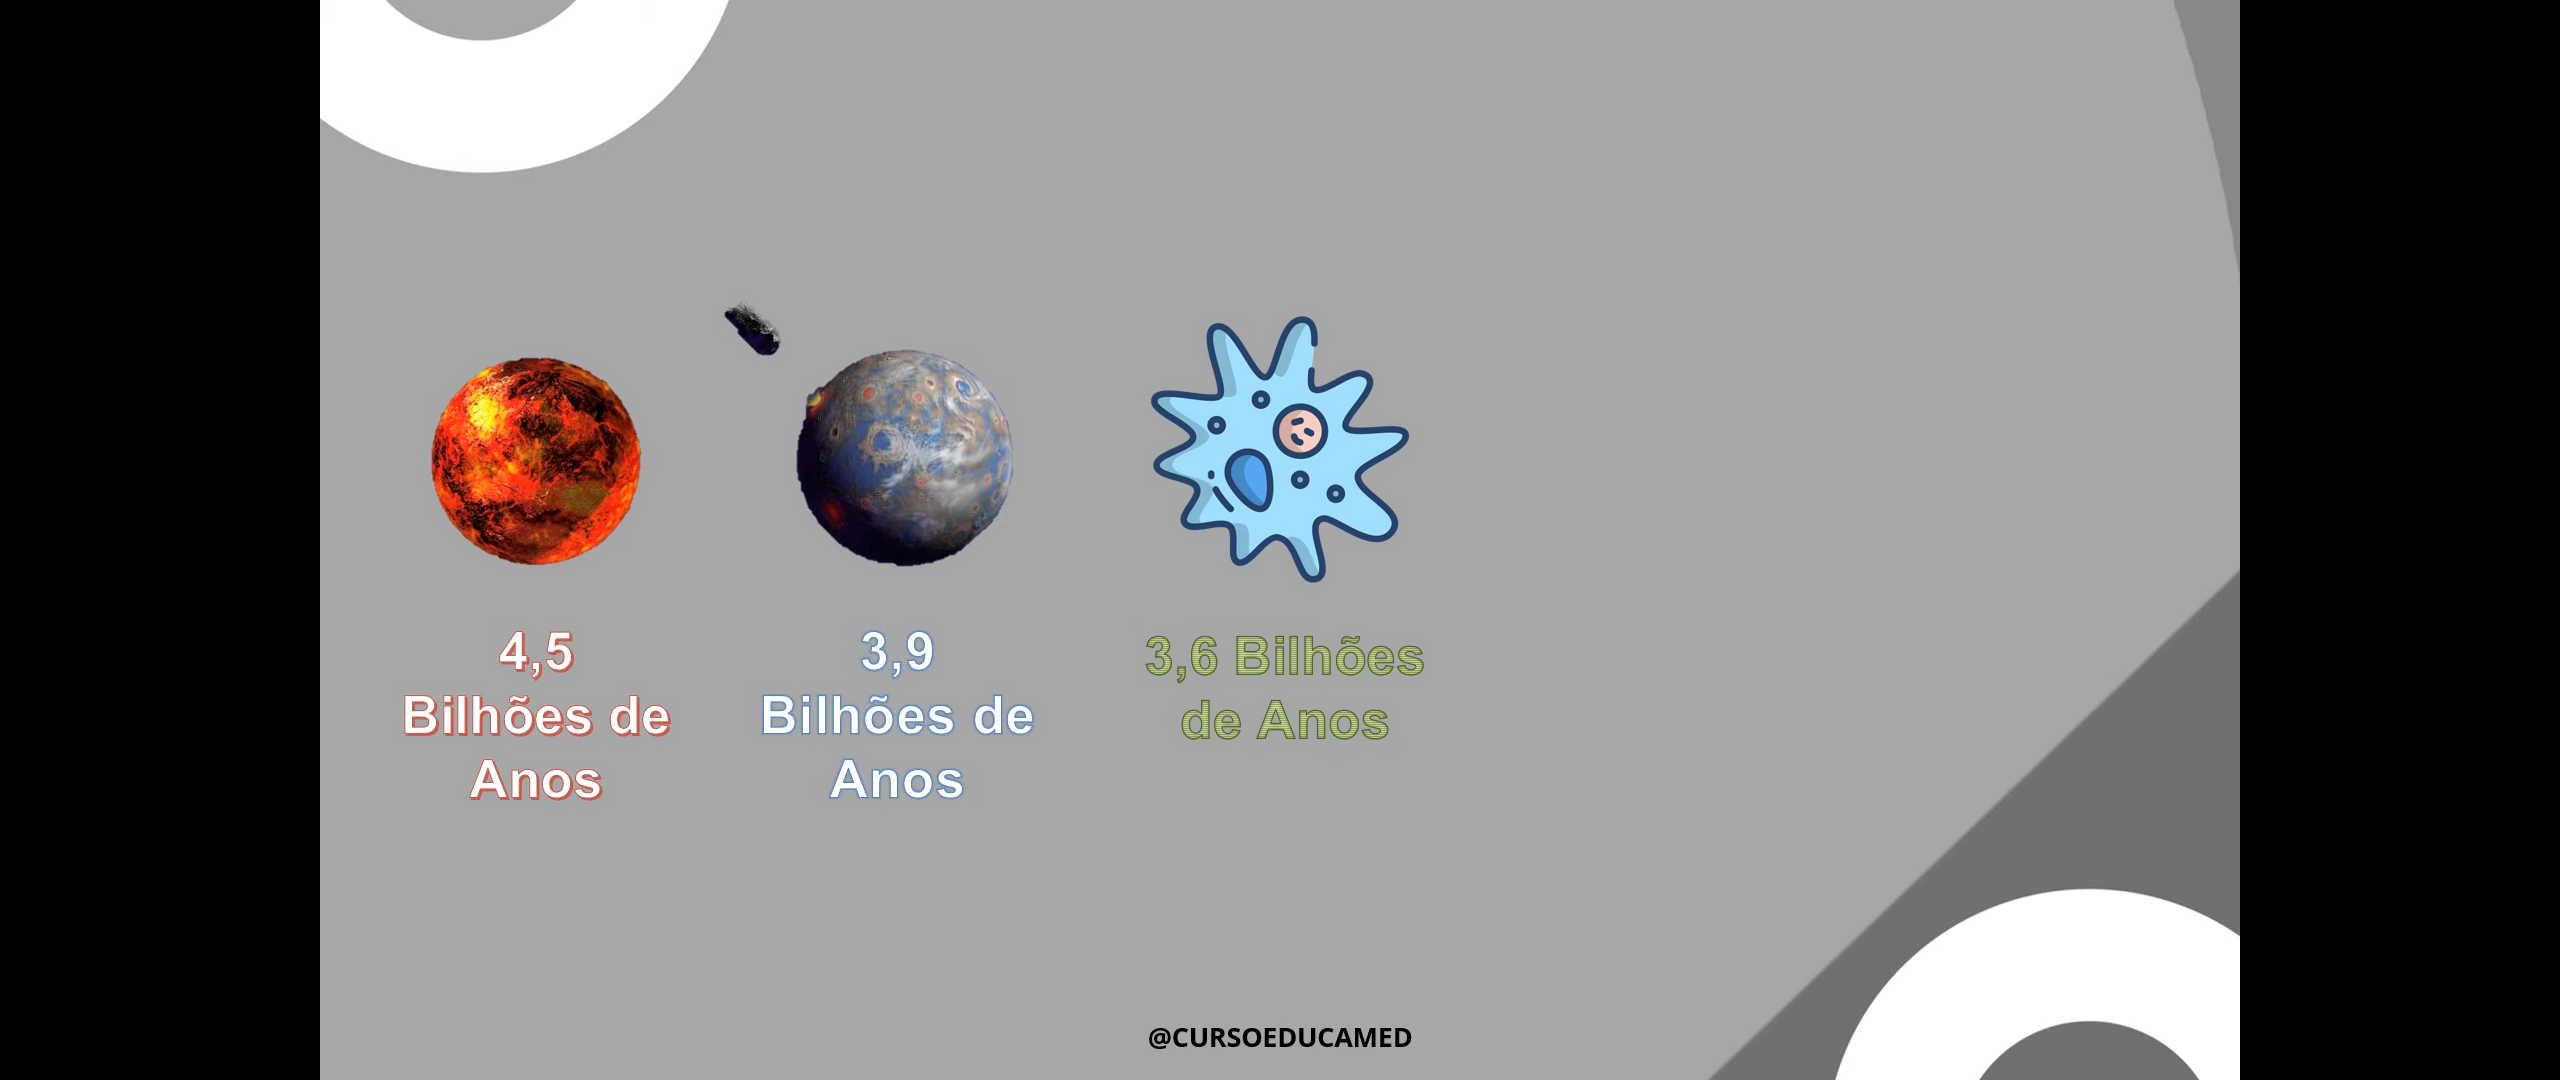 4,5
Bilhões de
Anos
3,9
Bilhões de
Anos
3,6 Bilhões
de Anos
@CURSOEDUCAMED